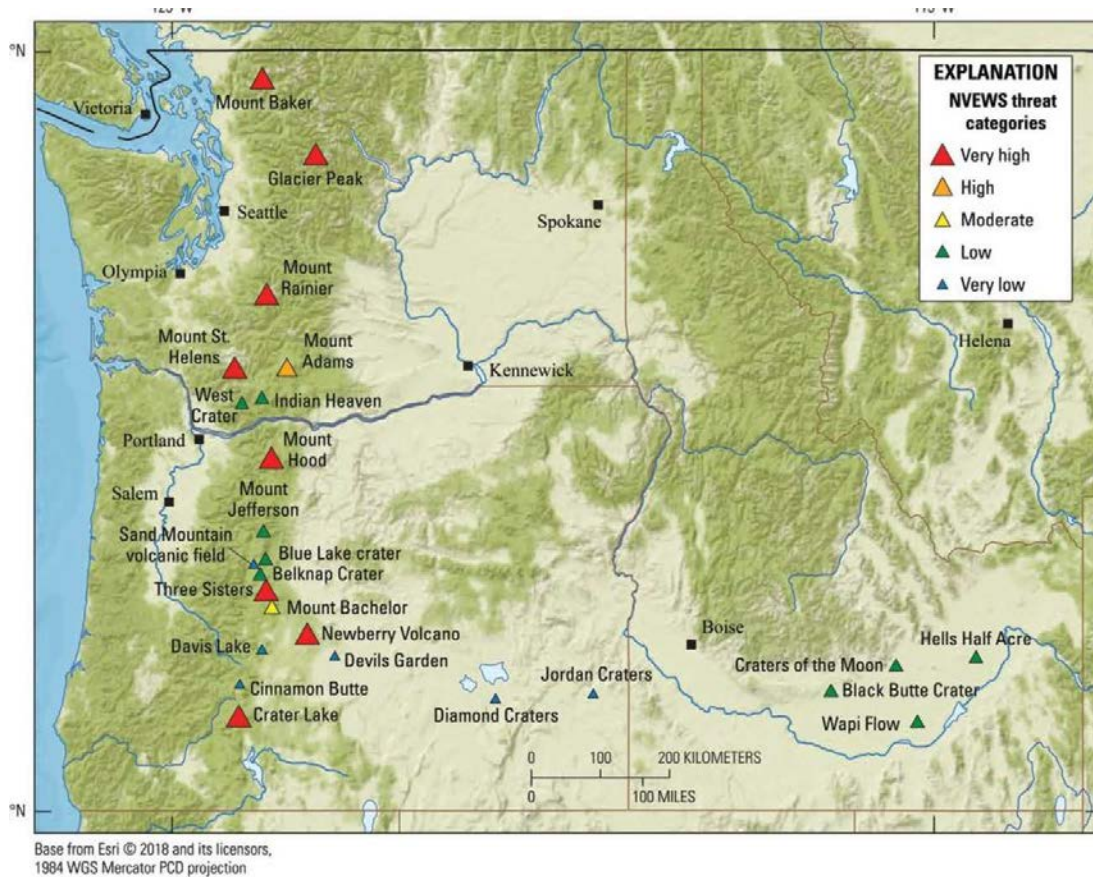 °N
Victoria
Mount Baker
Glacier Peak
Seattle
Spokane
Olympia
Mount
Rainier
Mount St.
Helens
Mount
Adams
Kennewick
Helena
West
Crater
Indian Heaven
Portland
Mount
Hood
Salem
Mount
Jefferson
Sand Mountain
volcanic field
Blue Lake crater
Belknap Crater
Three Sisters
Mount Bachelor
Newberry Volcano
Davis Lake
Devils Garden
Cinnamon Butte
Crater Lake
Diamond Craters
Jordan Craters
Boise
Hells Half Acre
Craters of the Moon
Black Butte Crater
Wapi Flow
EXPLANATION
NVEWS threat
categories
Very high
High
Moderate
Low
Very low
0 100 200 KILOMETERS
0 100 MILES
°N
Base from Esri © 2018 and its licensors,
1984 WGS Mercator PCD projection